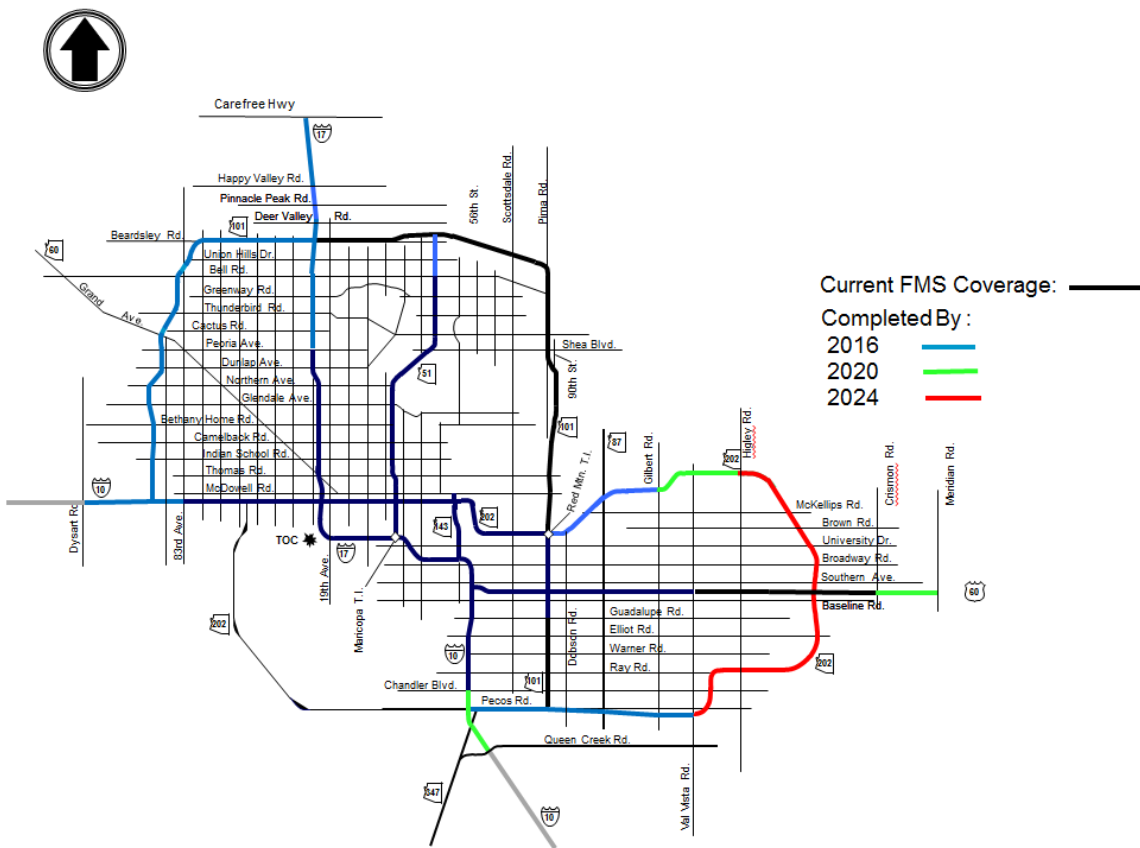 Carefree Hwy
17
Happy Valley Rd.
Pinnacle Peak Rd.
Deer Valley Rd.
101
Beardsley Rd.
60
Grand Ave.
Union Hills Dr.
Bell Rd.
Greenway Rd.
Thunderbird Rd.
Cactus Rd.
Peoria Ave.
Dunlap Ave.
Northern Ave.
Glendale Ave.
Bethany Home Rd.
Camelback Rd.
Indian School Rd.
Thomas Rd.
McDowell Rd.
10
56th St.
Scottsdale Rd.
Pima Rd.
Shea Blvd.
90th St.
51
101
87
Gilbert Rd.
202
Higley Rd.
Crismon Rd.
Meridian Rd.
Current FMS Coverage:
Completed By :
2016
2020
2024
Red Mtn. T.I.
McKellips Rd.
Brown Rd.
University Dr.
Broadway Rd.
Southern Ave.
Baseline Rd.
60
Dysart Rd.
83rd Ave.
TOC
19th Ave.
17
Maricopa T.I.
143
202
202
10
Dobson Rd.
Guadalupe Rd.
Elliot Rd.
Warner Rd.
Ray Rd.
202
Chandler Blvd.
101
Pecos Rd.
Queen Creek Rd.
347
10
Val Vista Rd.